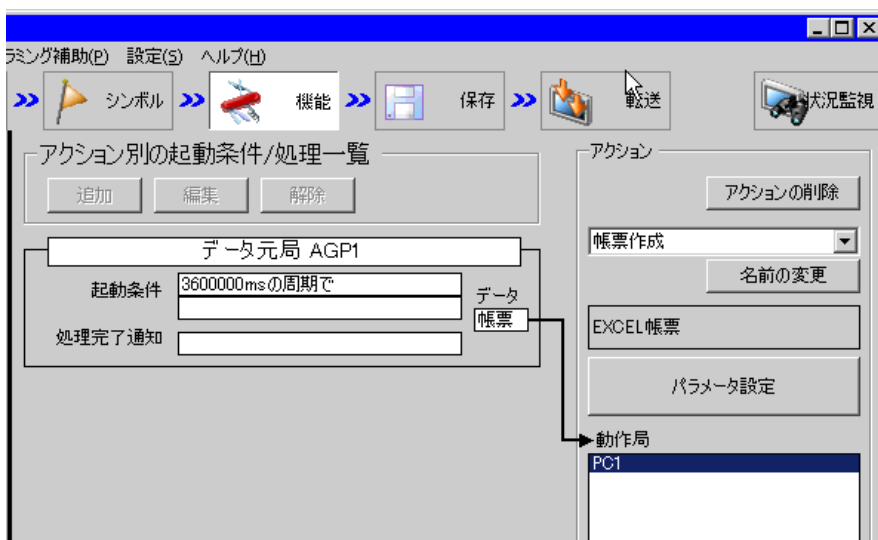 ラミング補助(P) 設定(S) ヘルプ(H)
シンボル
機能
保存
転送
状況監視
アクション別の起動条件/処理一覧
追加
編集
解除
データ元局 AGP1
起動条件
3600000msの周期で
処理完了通知
データ
帳票
アクション
アクションの削除
帳票作成
名前の変更
EXCEL帳票
パラメータ設定
動作局
PC1